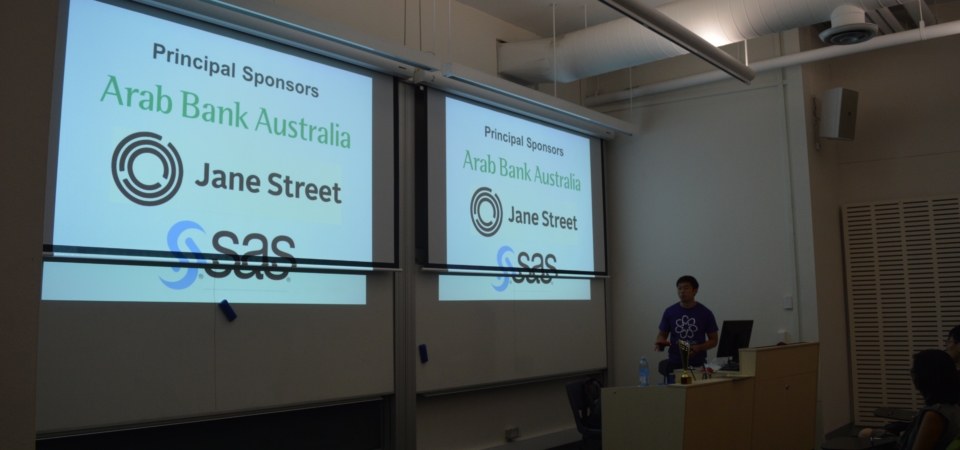 Principal Sponsors
Arab Bank Australia
Jane Street
sas
Principal Sponsors
Arab Bank Australia
Jane Street
sas